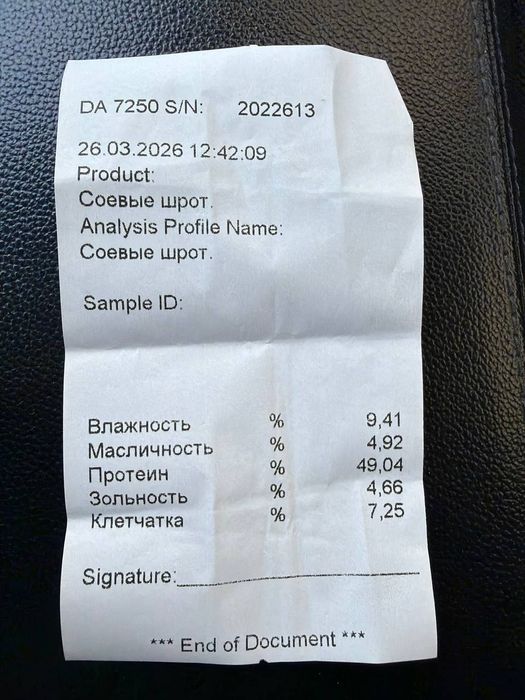 DA 7250 S/N: 2022613
26.03.2026 12:42:09
Product:
Соевые шрот.
Analysis Profile Name:
Соевые шрот.
Sample ID:
Влажность % 9,41
Масличность % 4,92
Протеин % 49,04
Зольность % 4,66
Клетчатка % 7,25
Signature:
*** End of Document ***